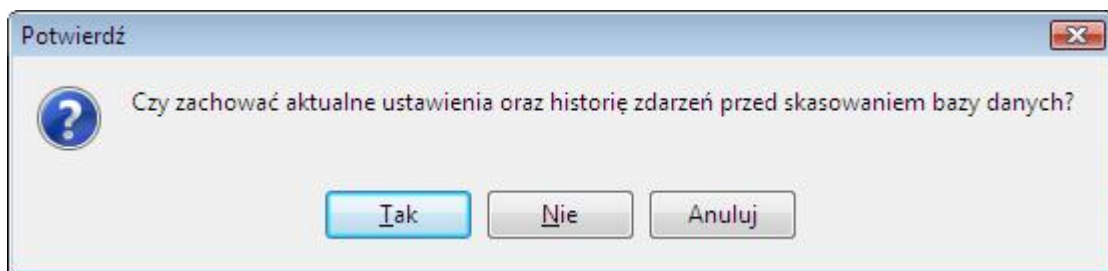 Potwierdź
Czy zachować aktualne ustawienia oraz historię zdarzeń przed skasowaniem bazy danych?
Tak Nie Anuluj